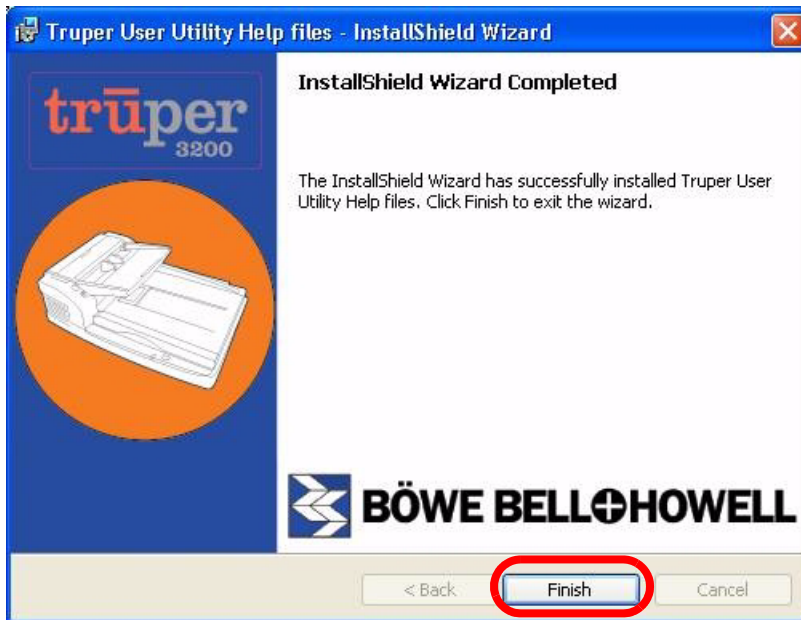 Truper User Utility Help files - InstallShield Wizard
trūper
3200
InstallShield Wizard Completed
The InstallShield Wizard has successfully installed Truper User
Utility Help files. Click Finish to exit the wizard.
BÖWE BELL+HOWELL
< Back Finish Cancel